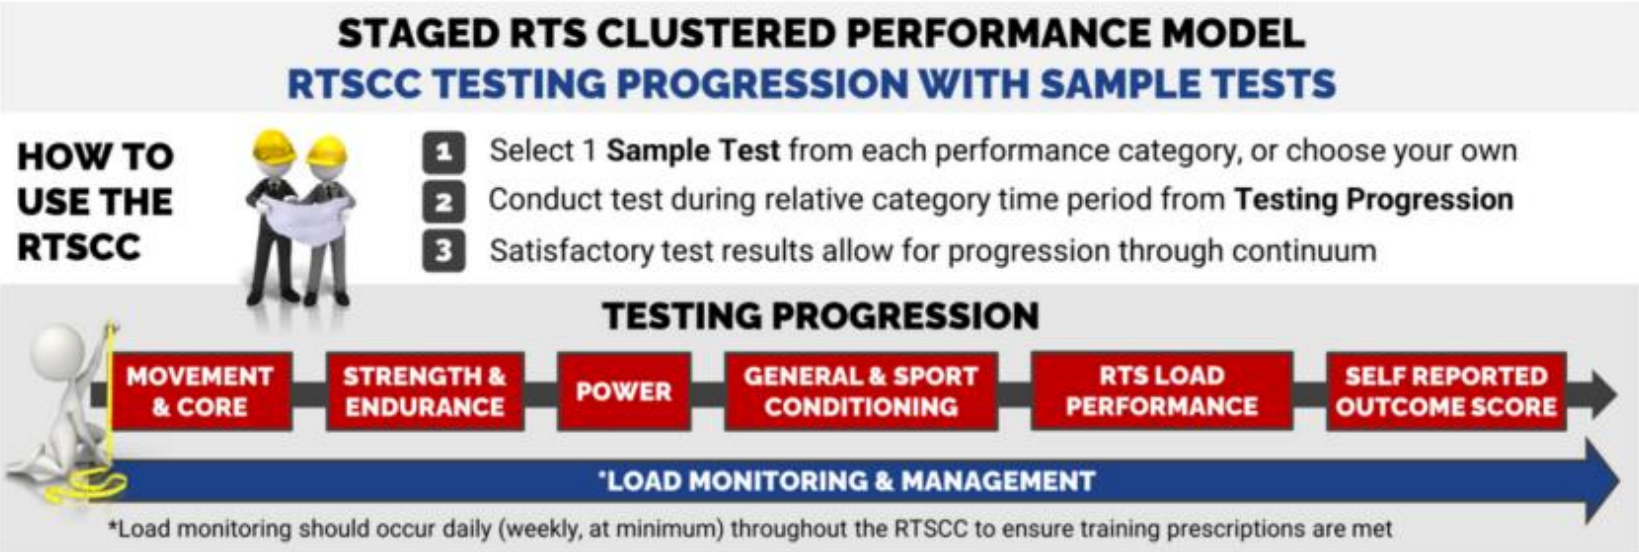 STAGED RTS CLUSTERED PERFORMANCE MODEL
RTSCC TESTING PROGRESSION WITH SAMPLE TESTS
HOW TO
USE THE
RTSCC
1 Select 1 Sample Test from each performance category, or choose your own
2 Conduct test during relative category time period from Testing Progression
3 Satisfactory test results allow for progression through continuum
TESTING PROGRESSION
MOVEMENT
& CORE
STRENGTH &
ENDURANCE
POWER
GENERAL & SPORT
CONDITIONING
RTS LOAD
PERFORMANCE
SELF REPORTED
OUTCOME SCORE
*LOAD MONITORING & MANAGEMENT
*Load monitoring should occur daily (weekly, at minimum) throughout the RTSCC to ensure training prescriptions are met